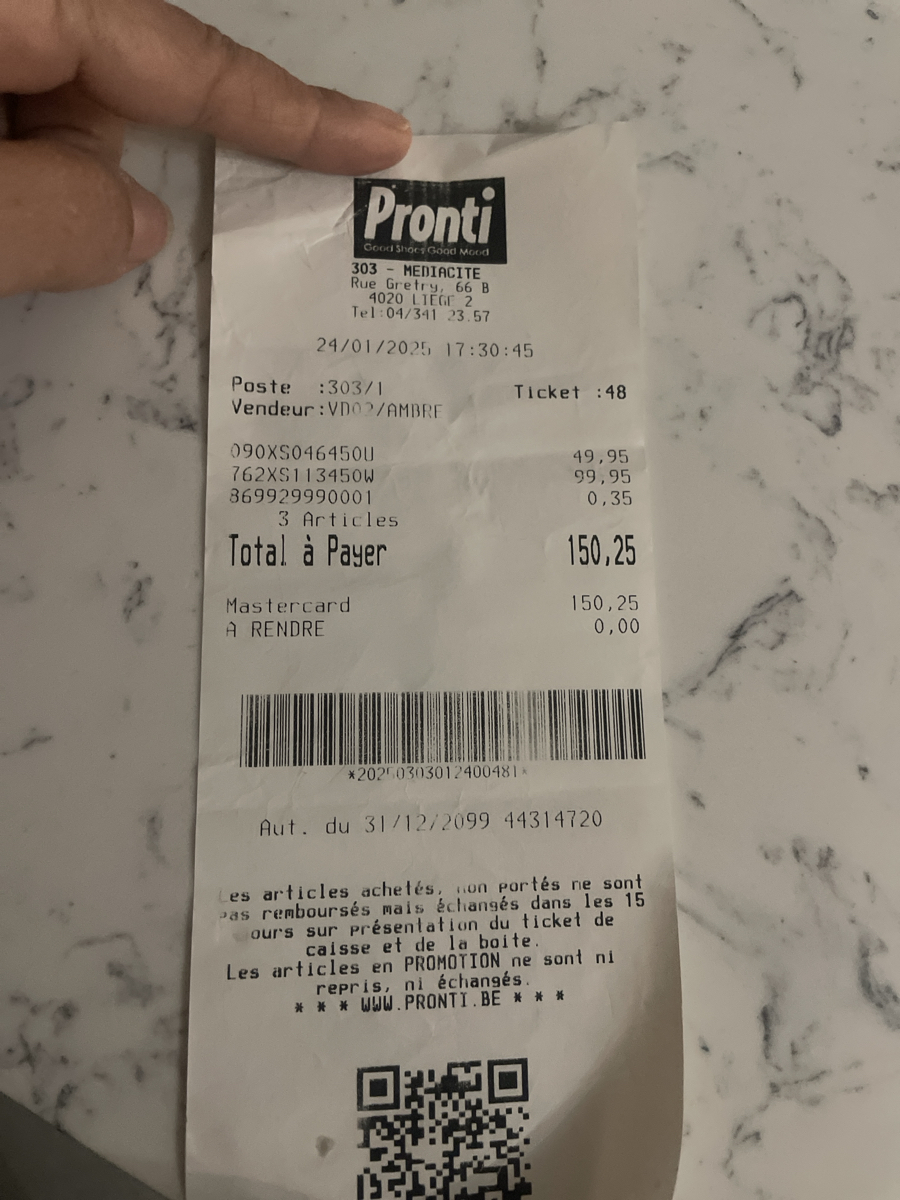 Pronti
Good Shoes Good Mood
303 - MEDIACITE
Rue Gretry, 66 B
4020 LIEGE 2
Tel:04/341 23.57
24/01/2025 17:30:45
Poste :303/1 Ticket :48
Vendeur:VD02/AMBRE
090XS046450U 49,95
762XS113450W 99,95
869929990001 0,35
3 Articles
Total à Payer 150,25
Mastercard 150,25
A RENDRE 0,00
*20250303012400481*
Aut. du 31/12/2099 44314720
Les articles achetés, non portés ne sont
pas remboursés mais échangés dans les 15
jours sur présentation du ticket de
caisse et de la boite.
Les articles en PROMOTION ne sont ni
repris, ni échangés.
* * * WWW.PRONTI.BE * * *